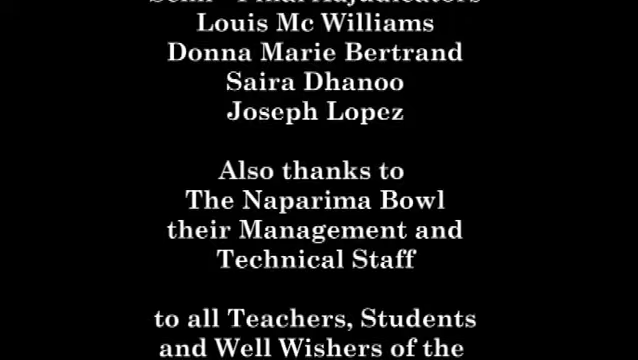 Louis Mc Williams
Donna Marie Bertrand
Saira Dhanoo
Joseph Lopez
Also thanks to
The Naparima Bowl
their Management and
Technical Staff
to all Teachers, Students
and Well Wishers of the